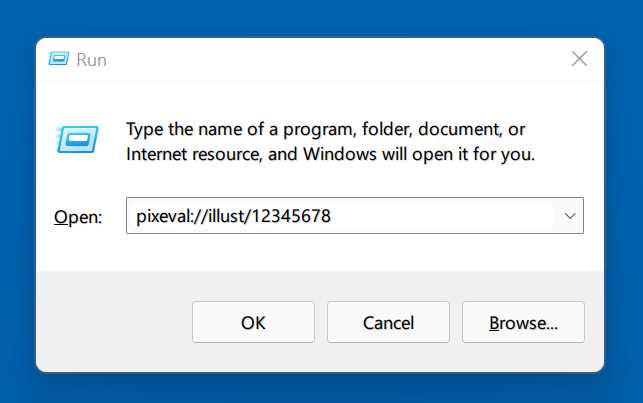 Run
Type the name of a program, folder, document, or
Internet resource, and Windows will open it for you.
Open: pixeval://illust/12345678
OK Cancel Browse...